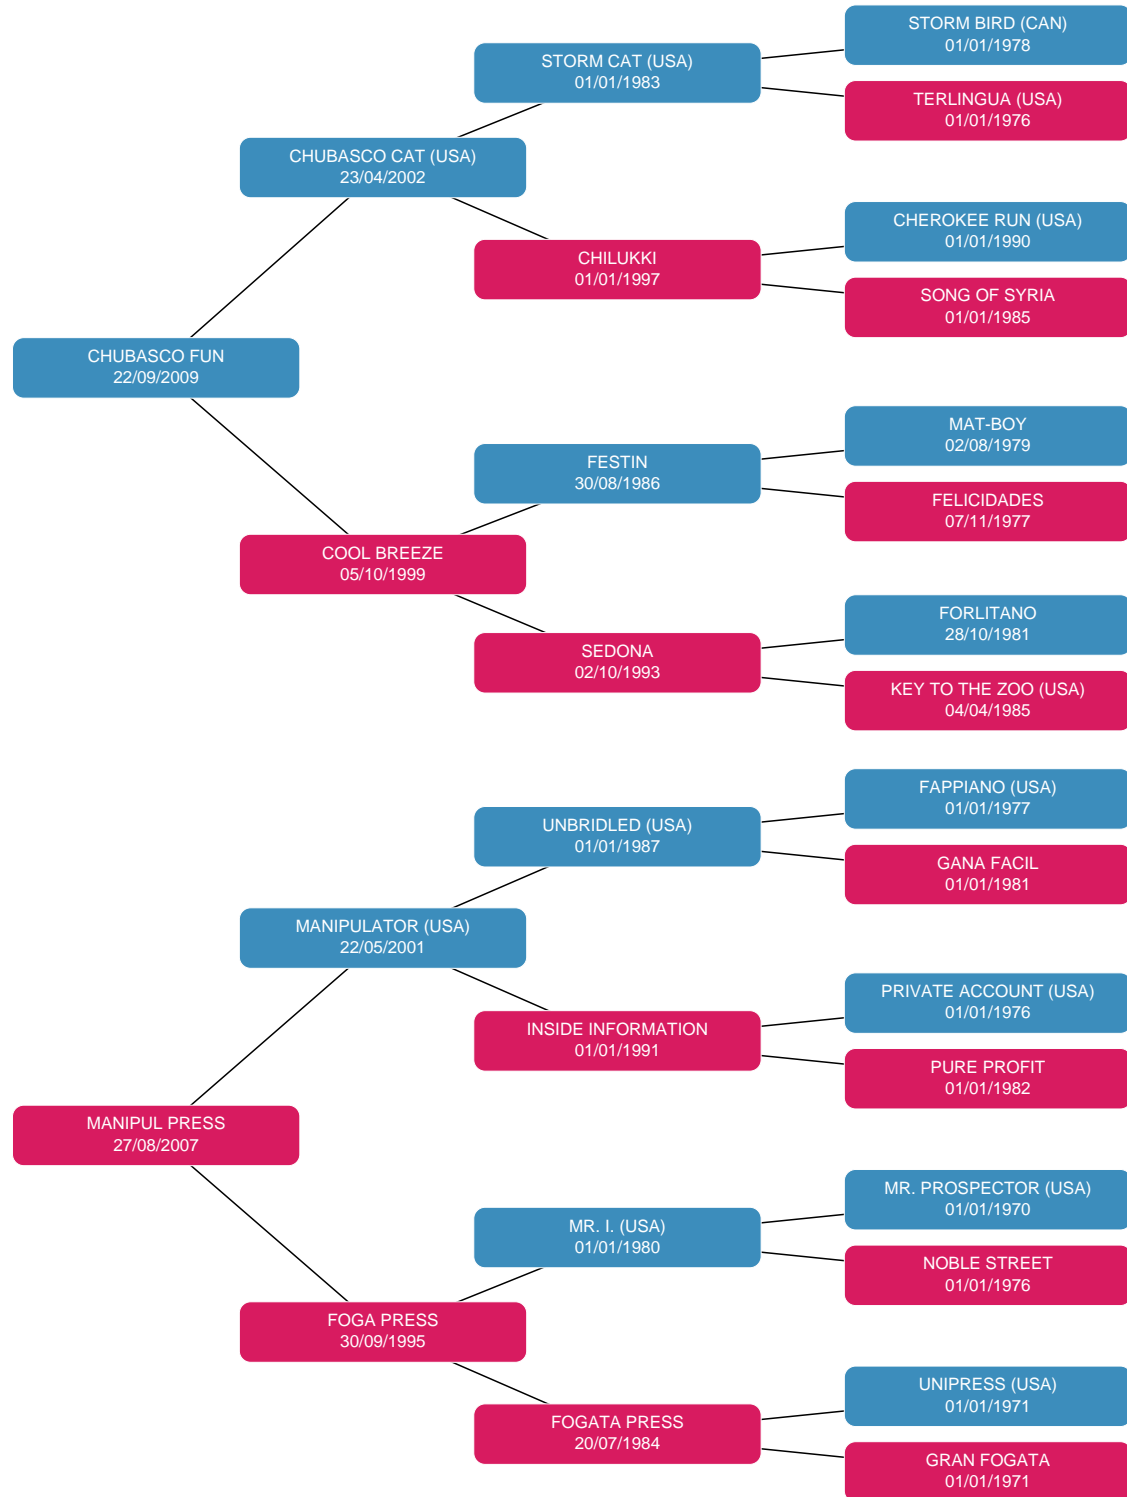 STORM BIRD (CAN)
01/01/1978
STORM CAT (USA)
01/01/1983
TERLINGUA (USA)
01/01/1976
CHUBASCO CAT (USA)
23/04/2002
CHEROKEE RUN (USA)
01/01/1990
CHILUKKI
01/01/1997
SONG OF SYRIA
01/01/1985
CHUBASCO FUN
22/09/2009
MAT-BOY
02/08/1979
FESTIN
30/08/1986
FELICIDADES
07/11/1977
COOL BREEZE
05/10/1999
FORLITANO
28/10/1981
SEDONA
02/10/1993
KEY TO THE ZOO (USA)
04/04/1985
FAPPIANO (USA)
01/01/1977
UNBRIDLED (USA)
01/01/1987
GANA FACIL
01/01/1981
MANIPULATOR (USA)
22/05/2001
PRIVATE ACCOUNT (USA)
01/01/1976
INSIDE INFORMATION
01/01/1991
PURE PROFIT
01/01/1982
MANIPUL PRESS
27/08/2007
MR. PROSPECTOR (USA)
01/01/1970
MR. I. (USA)
01/01/1980
NOBLE STREET
01/01/1976
FOGA PRESS
30/09/1995
UNIPRESS (USA)
01/01/1971
FOGATA PRESS
20/07/1984
GRAN FOGATA
01/01/1971